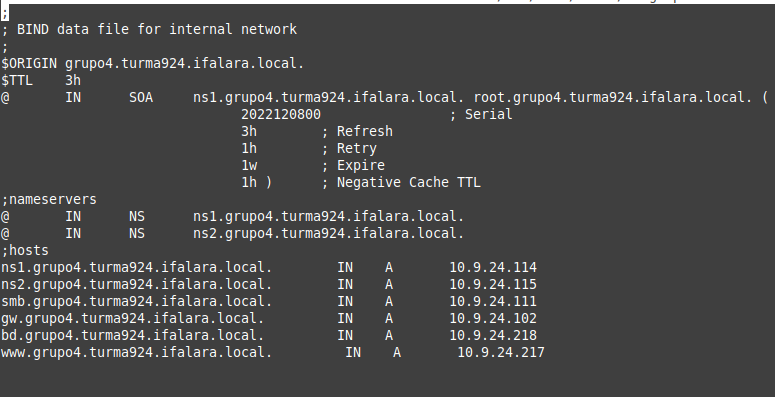 ;
; BIND data file for internal network
;
$ORIGIN grupo4.turma924.ifalara.local.
$TTL    3h
@       IN      SOA     ns1.grupo4.turma924.ifalara.local. root.grupo4.turma924.ifalara.local. (
                              2022120800                ; Serial
                              3h        ; Refresh
                              1h        ; Retry
                              1w        ; Expire
                              1h )      ; Negative Cache TTL
;nameservers
@       IN      NS      ns1.grupo4.turma924.ifalara.local.
@       IN      NS      ns2.grupo4.turma924.ifalara.local.
;hosts
ns1.grupo4.turma924.ifalara.local.        IN    A       10.9.24.114
ns2.grupo4.turma924.ifalara.local.        IN    A       10.9.24.115
smb.grupo4.turma924.ifalara.local.        IN    A       10.9.24.111
gw.grupo4.turma924.ifalara.local.         IN    A       10.9.24.102
bd.grupo4.turma924.ifalara.local.         IN    A       10.9.24.218
www.grupo4.turma924.ifalara.local.         IN    A       10.9.24.217